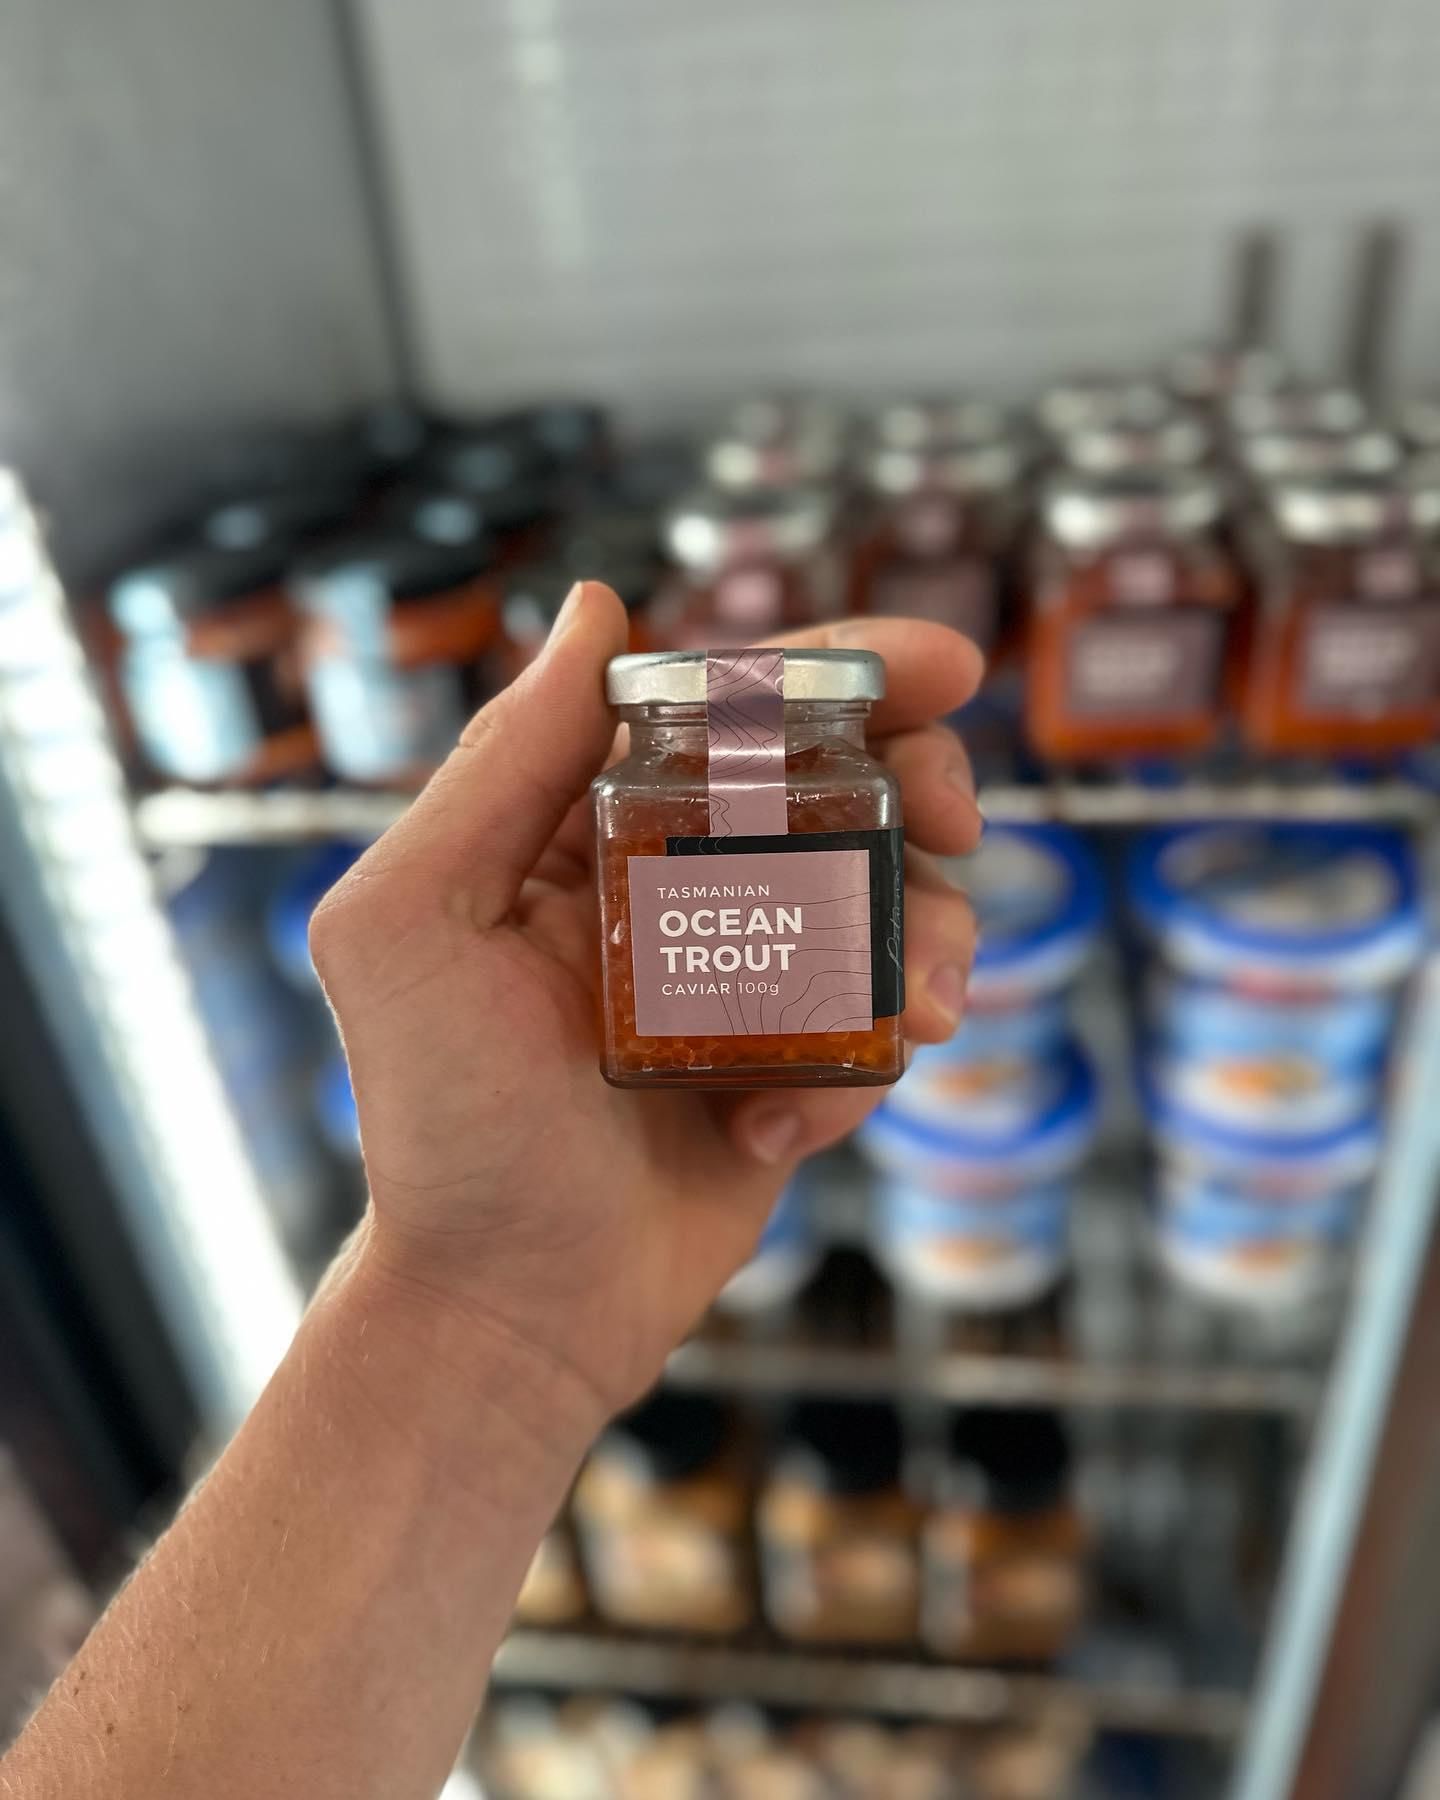 TASMANIAN
OCEAN
TROUT
CAVIAR 100g